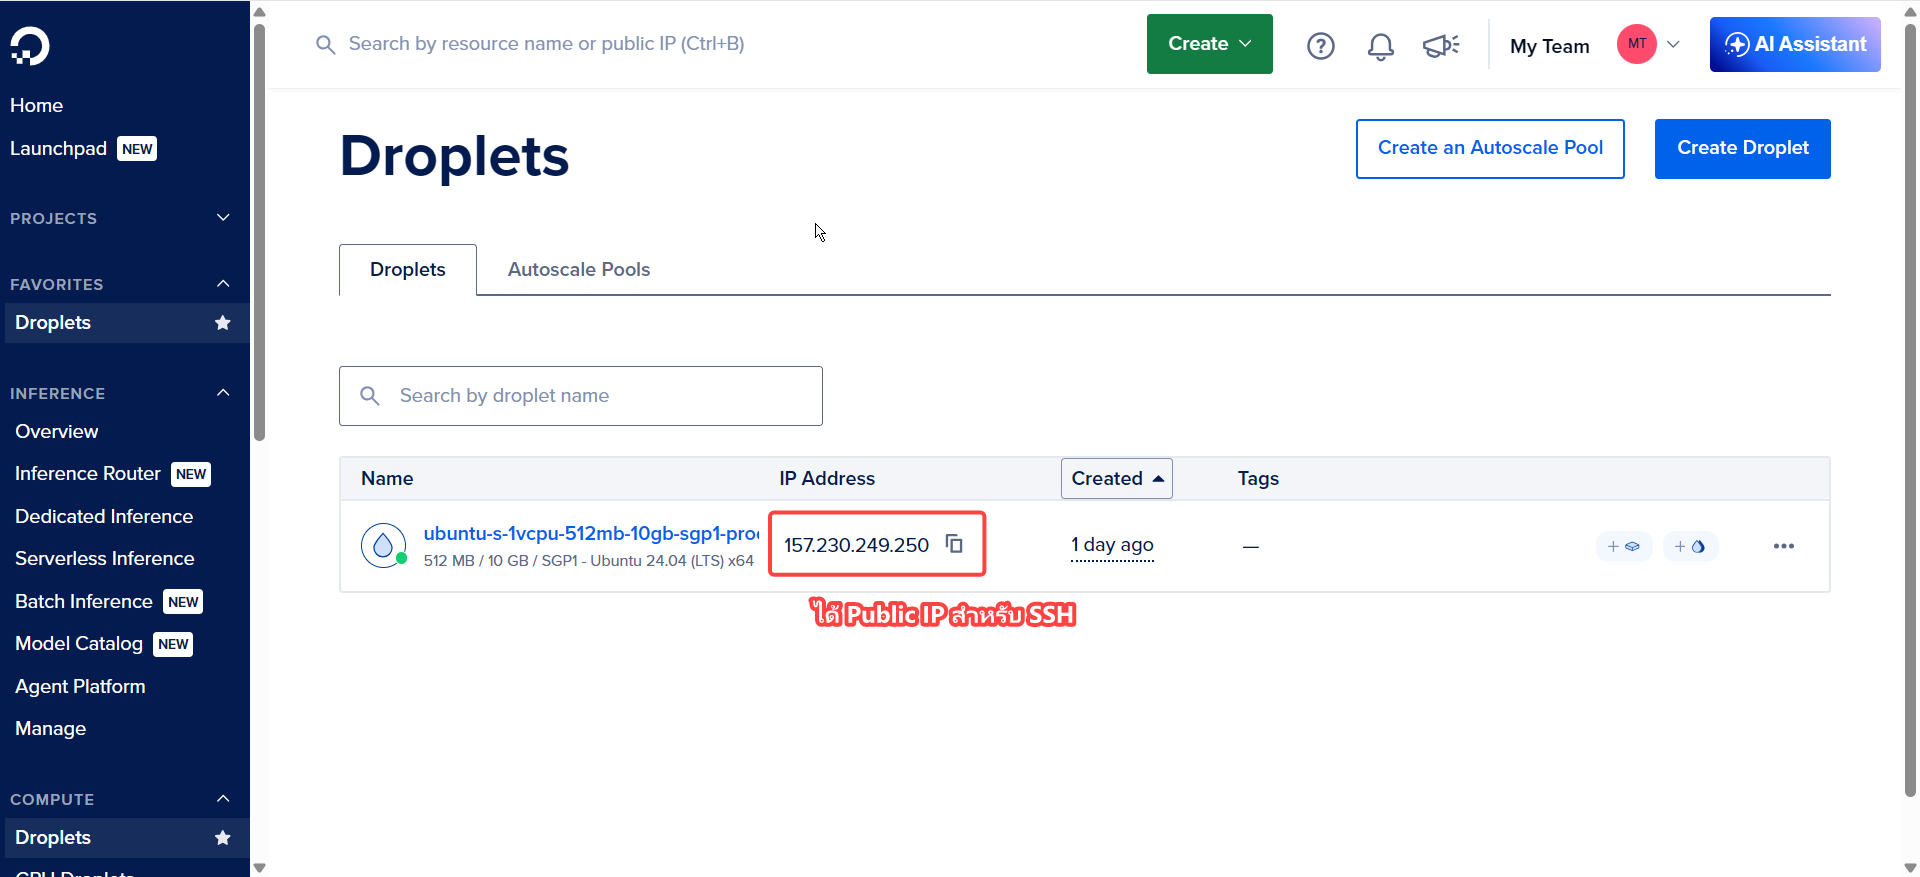 Search by resource name or public IP (Ctrl+B)
Create
My Team
MT
AI Assistant
Home
Launchpad NEW
PROJECTS
FAVORITES
Droplets
INFERENCE
Overview
Inference Router NEW
Dedicated Inference
Serverless Inference
Batch Inference NEW
Model Catalog NEW
Agent Platform
Manage
COMPUTE
Droplets
Droplets
Create an Autoscale Pool
Create Droplet
Droplets
Autoscale Pools
Search by droplet name
Name
IP Address
Created
Tags
ubuntu-s-1vcpu-512mb-10gb-sgp1-pro
512 MB / 10 GB / SGP1 - Ubuntu 24.04 (LTS) x64
157.230.249.250
1 day ago
—
ได้ Public IP สำหรับ SSH